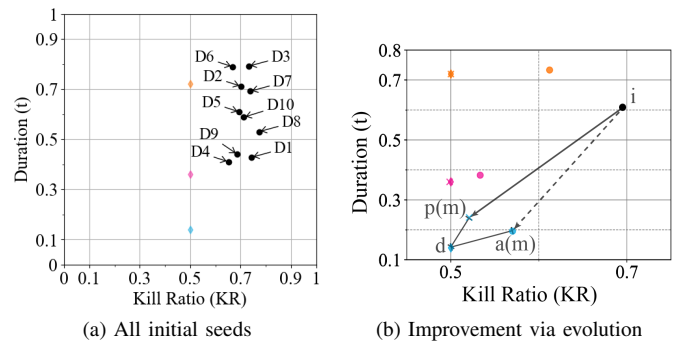 1
0.9
0.7
0.5
0.3
0.1
0
Duration (t)
D6
D3
D2
D7
D5
D10
D8
D9
D4
D1
0 0.1 0.3 0.5 0.7 0.9 1
Kill Ratio (KR)
(a) All initial seeds
0.8
0.7
0.5
0.3
0.1
Duration (t)
i
p(m)
d
a(m)
0.5 0.7
Kill Ratio (KR)
(b) Improvement via evolution